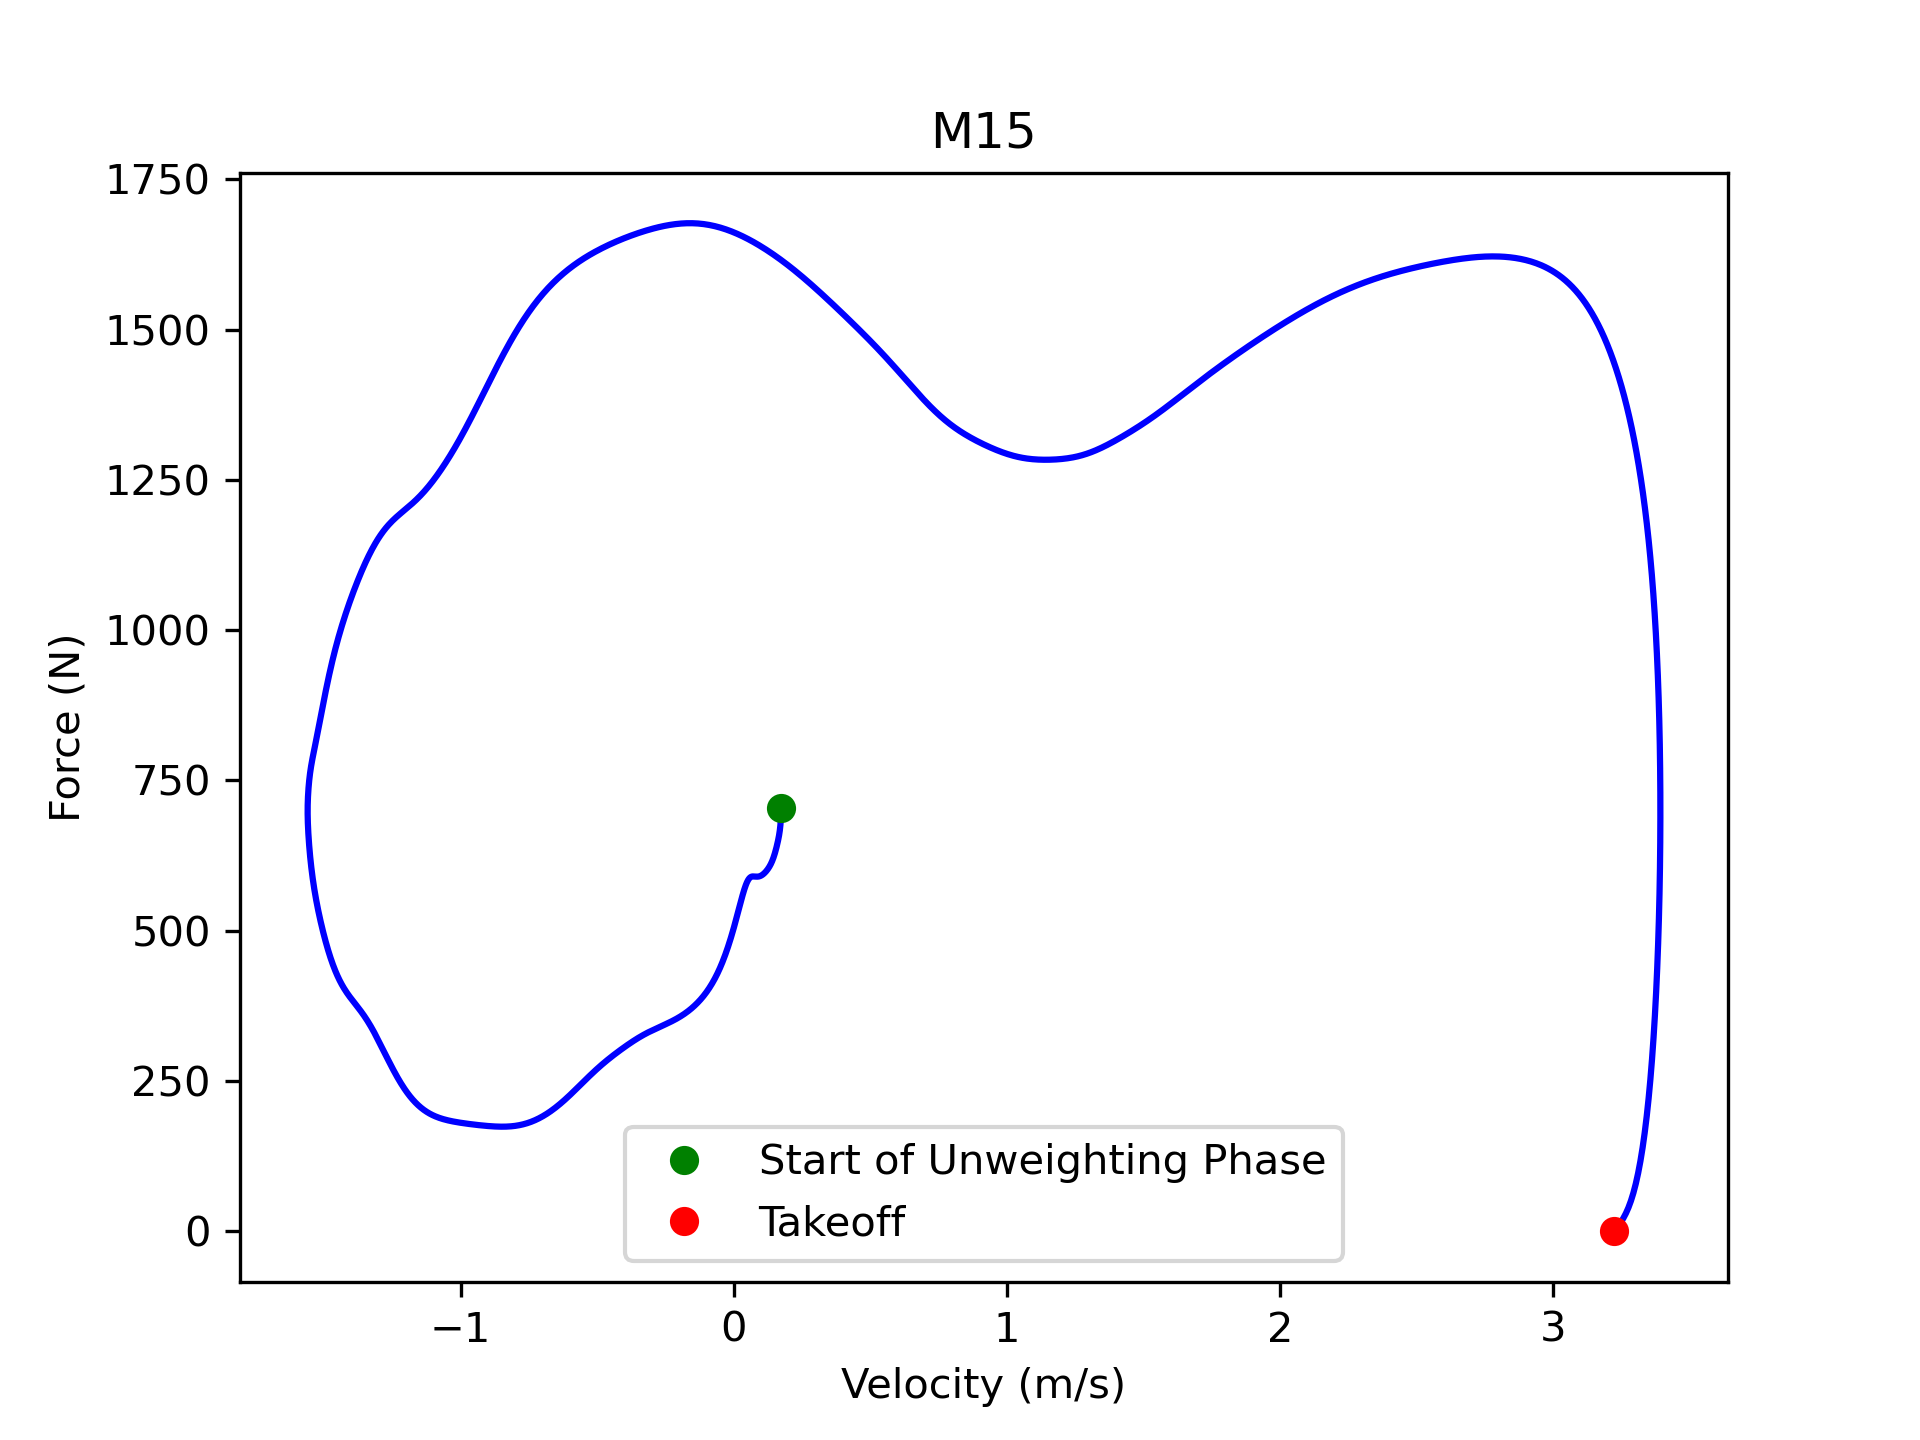 M15
1750
1500
1250
1000
750
500
250
0
Force (N)
Start of Unweighting Phase
Takeoff
−1 0 1 2 3
Velocity (m/s)